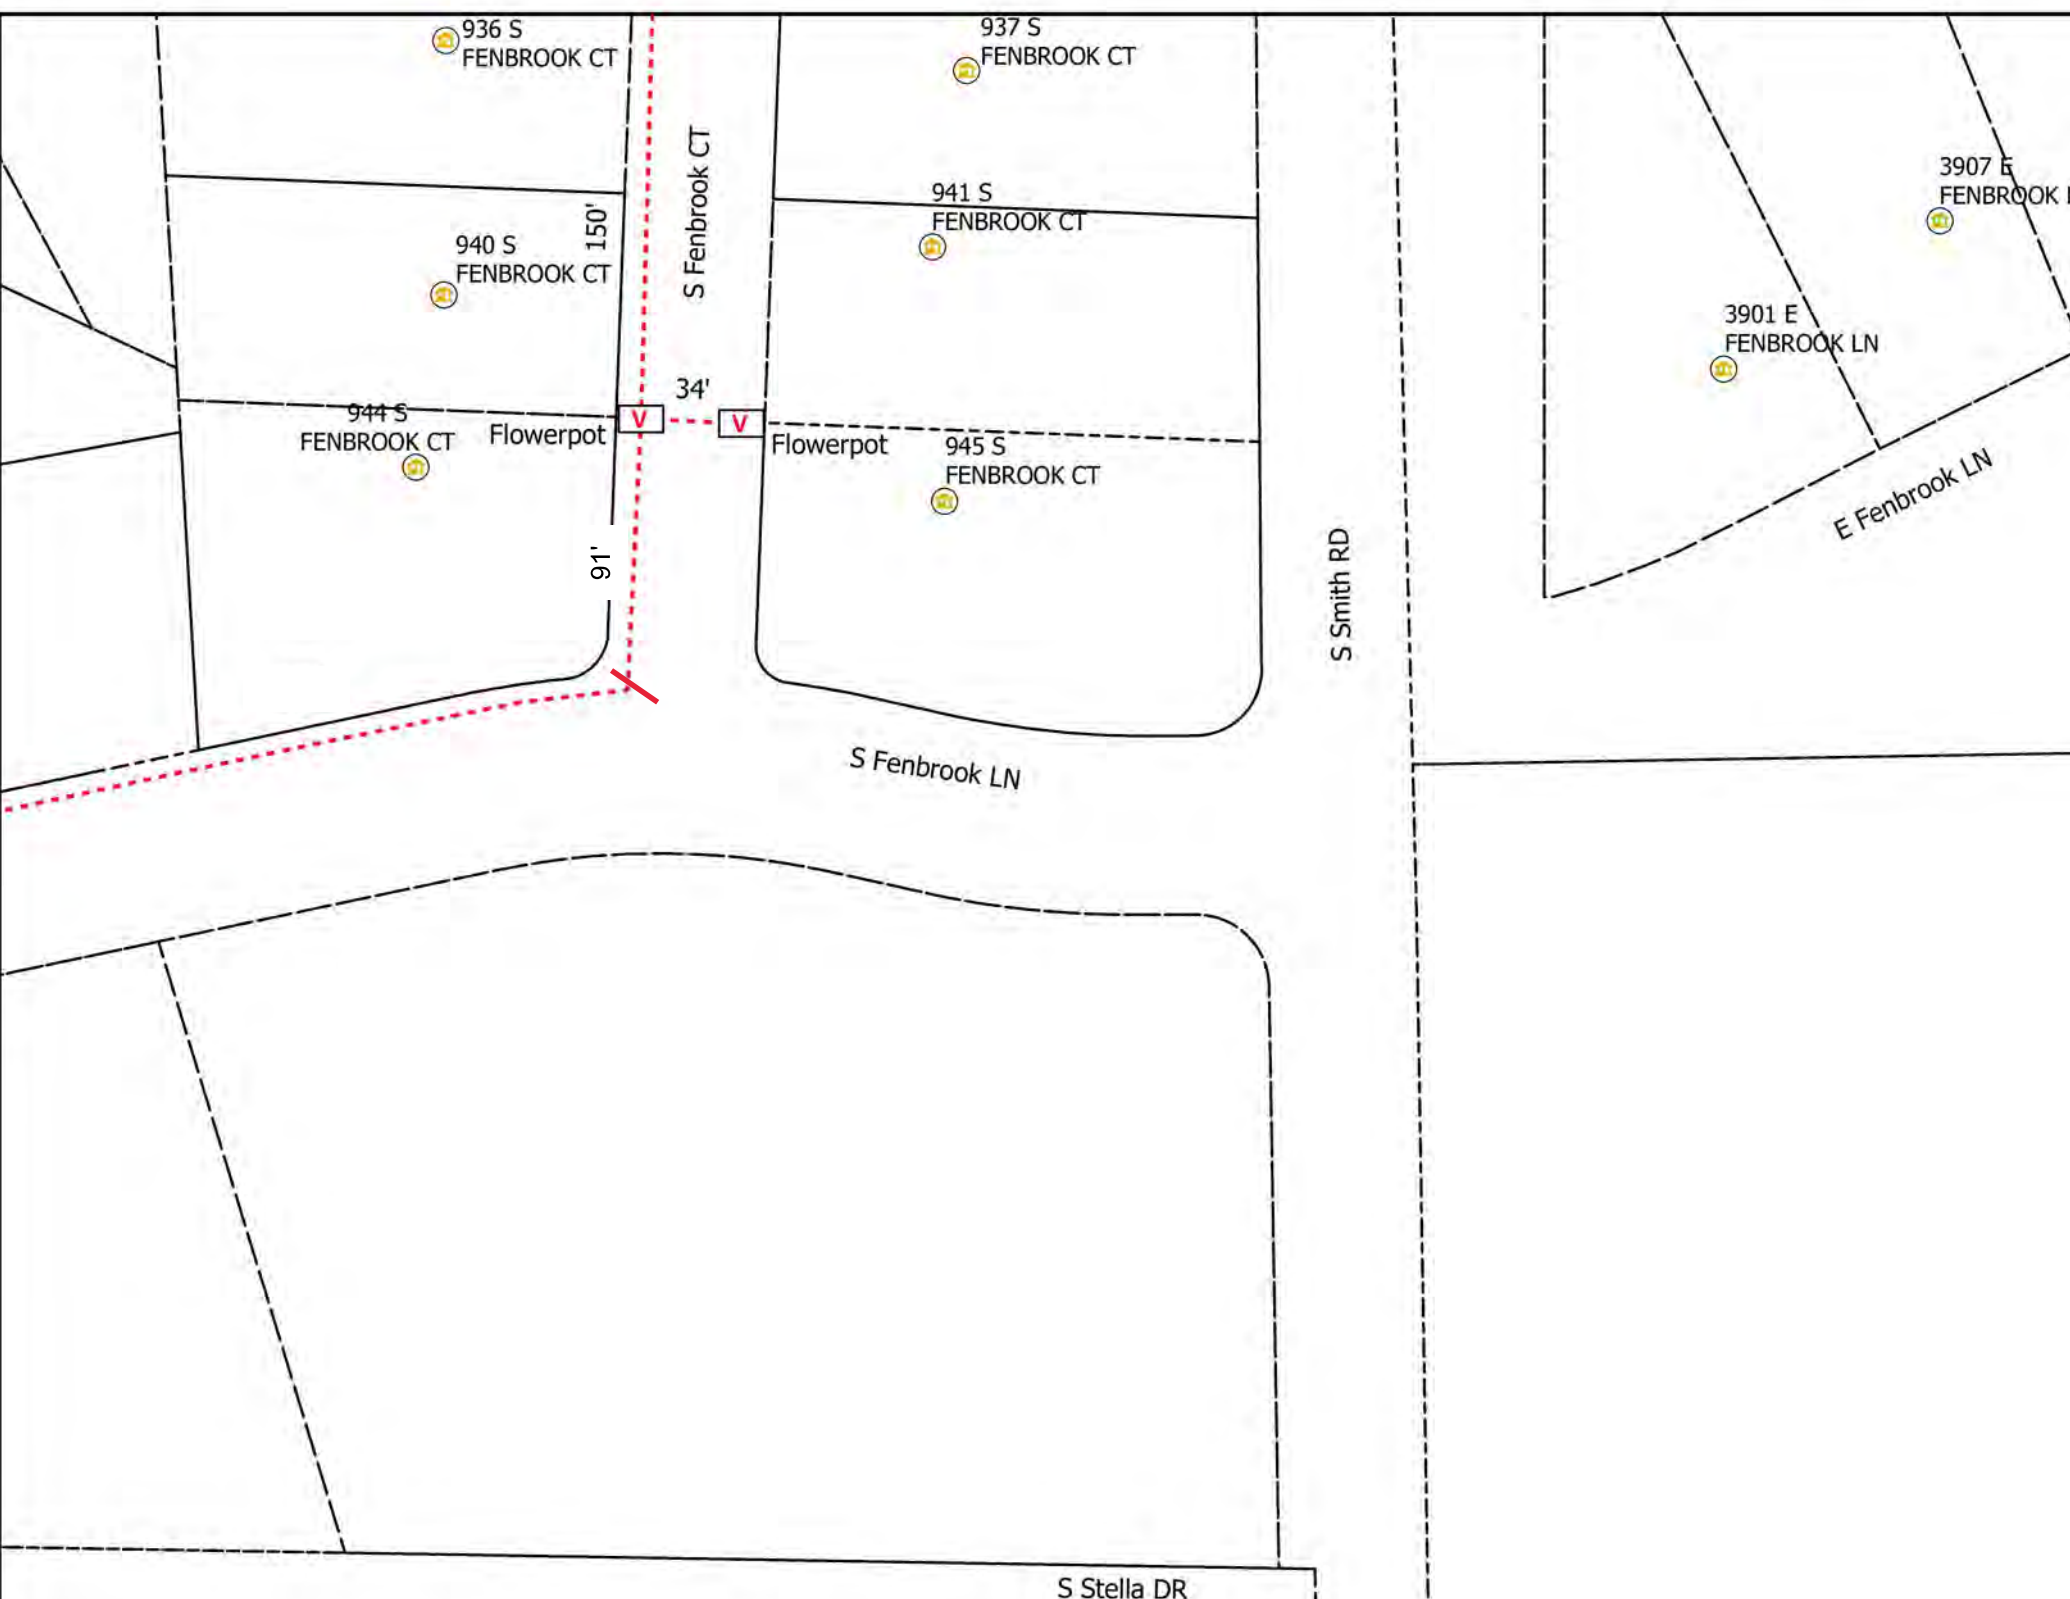 936 S
FENBROOK CT
937 S
FENBROOK CT
S Fenbrook CT
150'
941 S
FENBROOK CT
940 S
FENBROOK CT
3907 E
FENBROOK
3901 E
FENBROOK LN
34'
944 S
FENBROOK CT
Flowerpot
V
V
Flowerpot
945 S
FENBROOK CT
E Fenbrook LN
91'
S Smith RD
S Fenbrook LN
S Stella DR